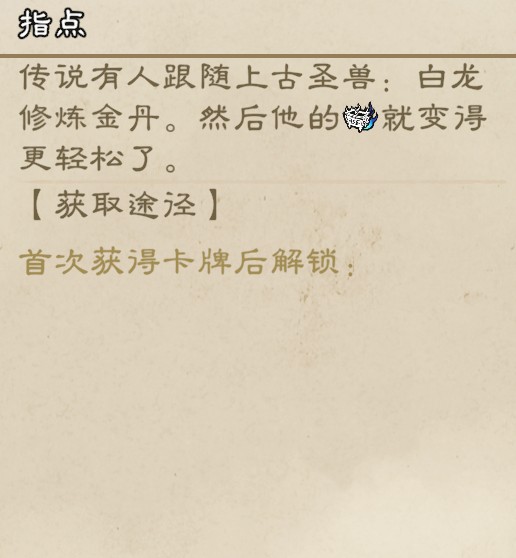 指点
传说有人跟随上古圣兽：白龙
修炼金丹。然后他的就变得
更轻松了。
【获取途径】
首次获得卡牌后解锁；